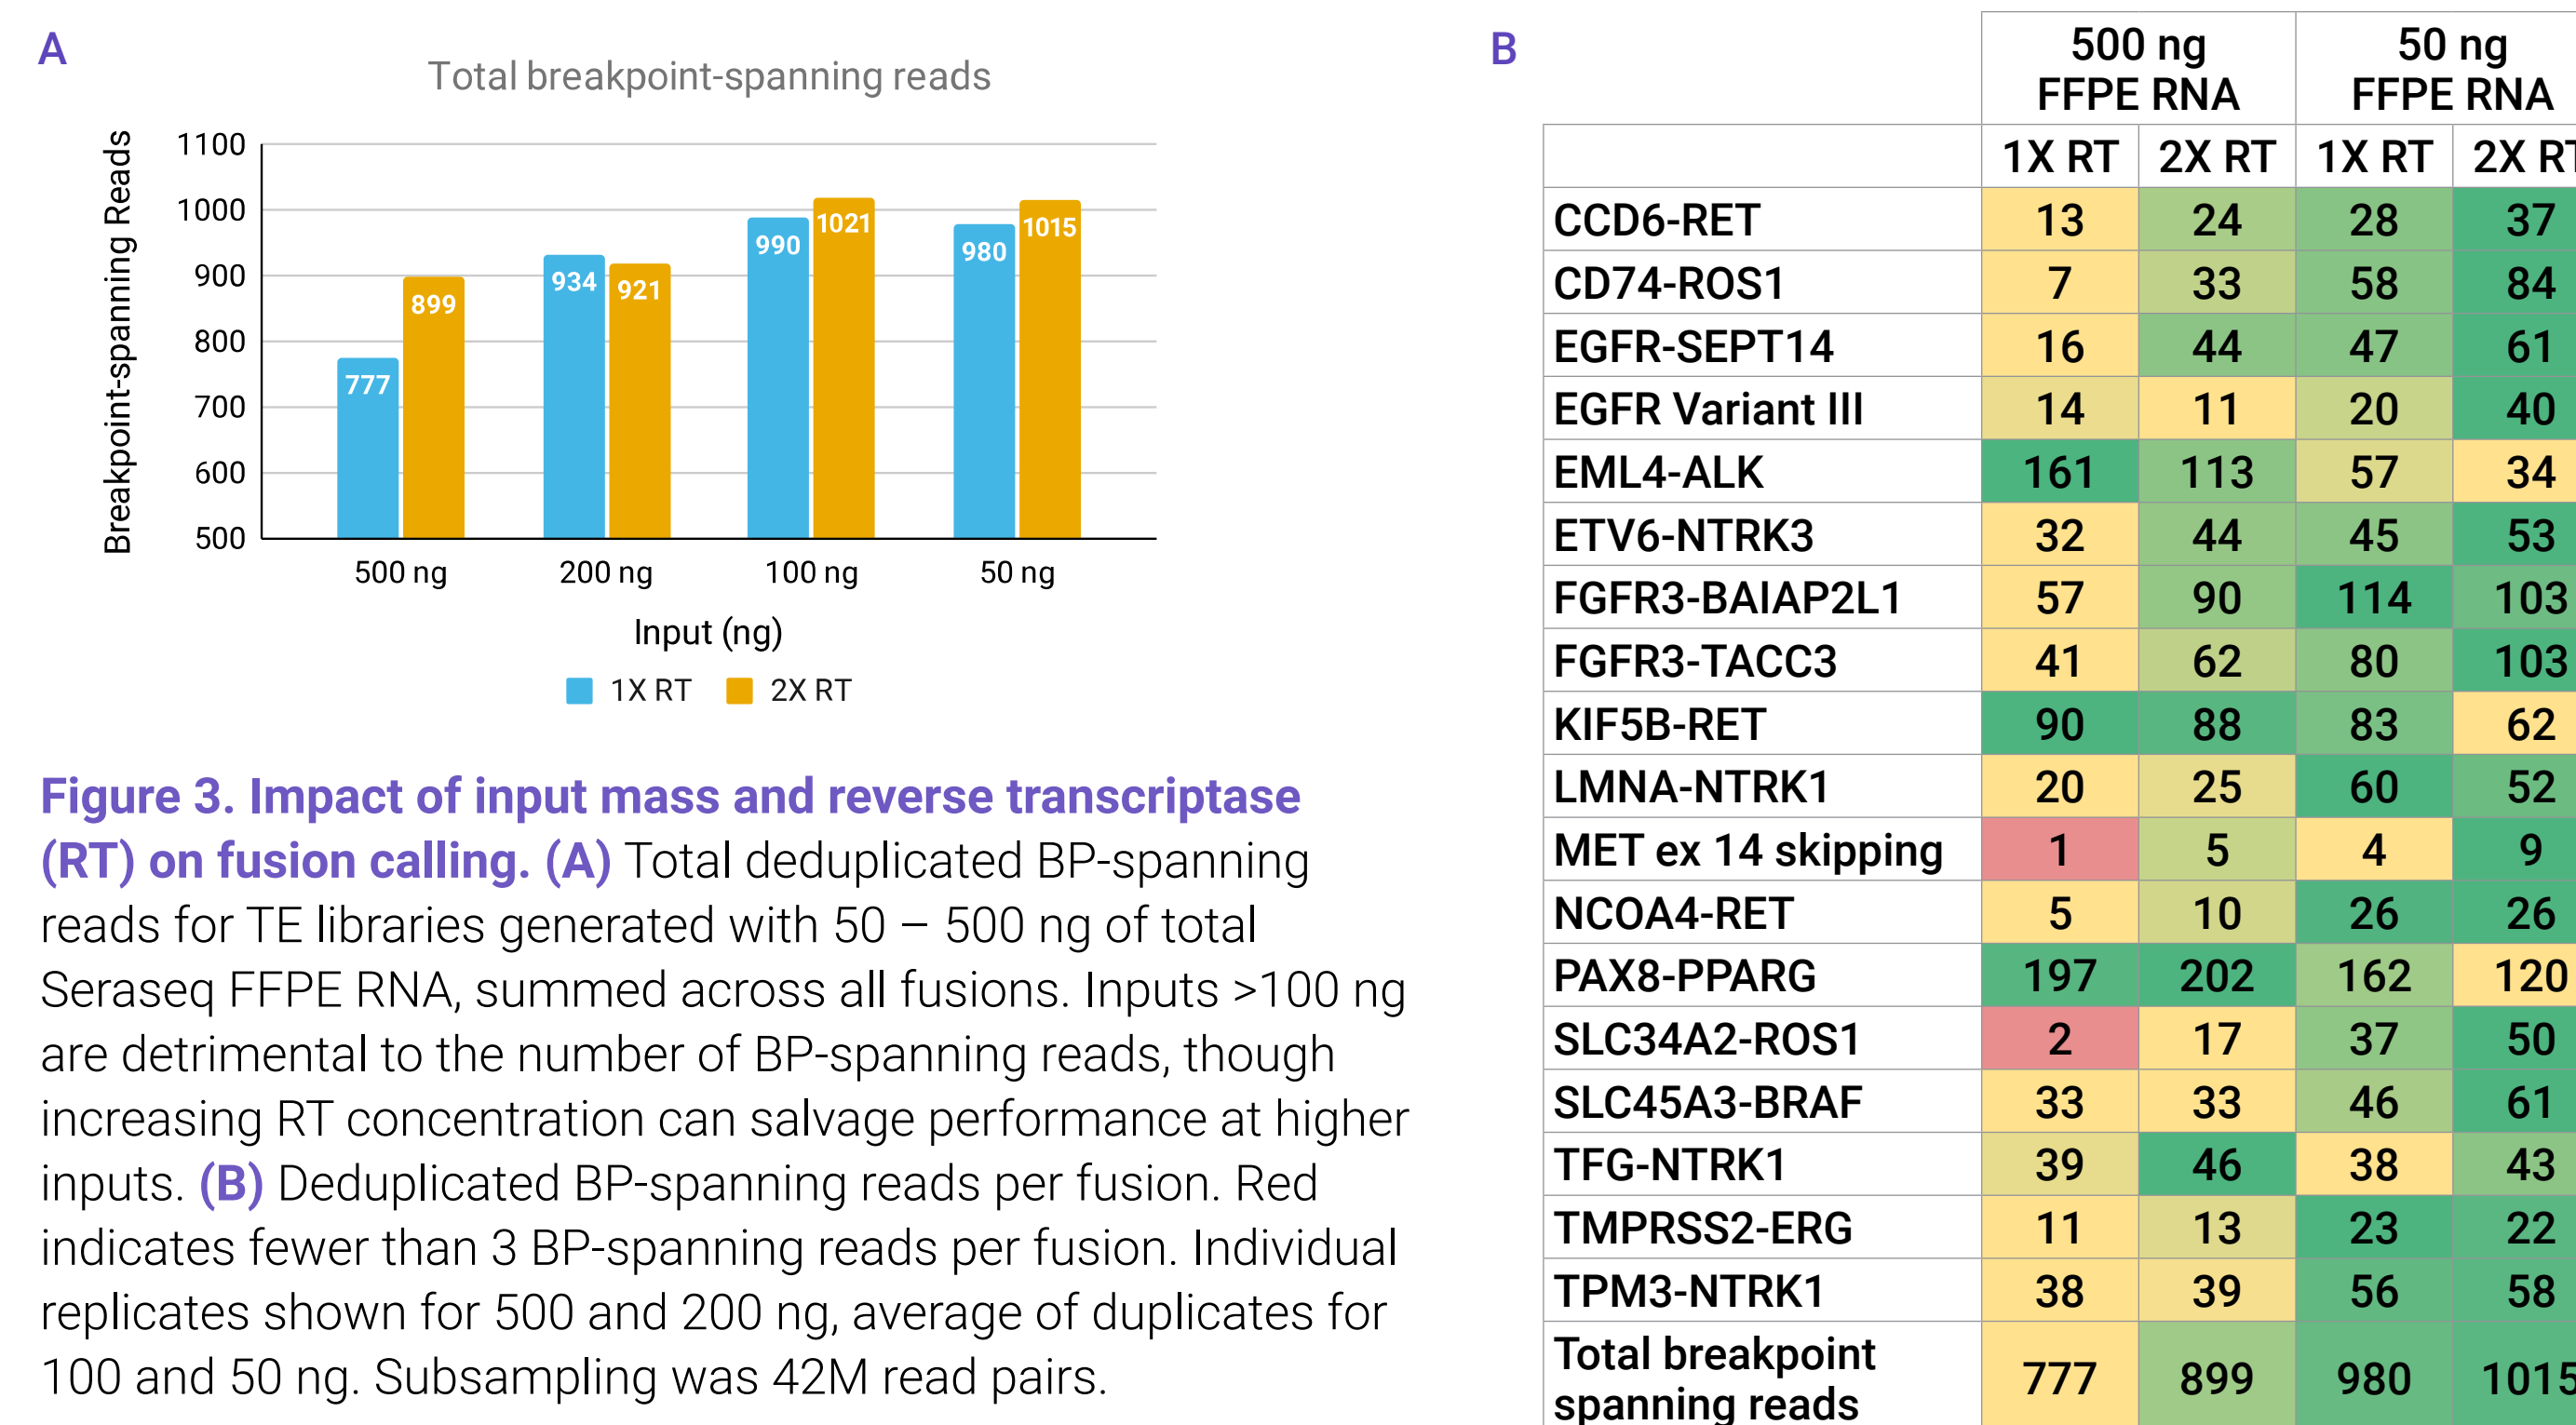 A
Total breakpoint-spanning reads
Breakpoint-spanning Reads
1100
1000
900
800
700
600
500
777
899
934
921
990
1021
980
1015
500 ng
200 ng
100 ng
50 ng
Input (ng)
1X RT
2X RT
Figure 3. Impact of input mass and reverse transcriptase
(RT) on fusion calling. (A) Total deduplicated BP-spanning
reads for TE libraries generated with 50 – 500 ng of total
Seraseq FFPE RNA, summed across all fusions. Inputs >100 ng
are detrimental to the number of BP-spanning reads, though
increasing RT concentration can salvage performance at higher
inputs. (B) Deduplicated BP-spanning reads per fusion. Red
indicates fewer than 3 BP-spanning reads per fusion. Individual
replicates shown for 500 and 200 ng, average of duplicates for
100 and 50 ng. Subsampling was 42M read pairs.
B
500 ng 50 ng
FFPE RNA FFPE RNA
1X RT 2X RT 1X RT 2X RT
CCD6-RET 13 24 28 37
CD74-ROS1 7 33 58 84
EGFR-SEPT14 16 44 47 61
EGFR Variant III 14 11 20 40
EML4-ALK 161 113 57 34
ETV6-NTRK3 32 44 45 53
FGFR3-BAIAP2L1 57 90 114 103
FGFR3-TACC3 41 62 80 103
KIF5B-RET 90 88 83 62
LMNA-NTRK1 20 25 60 52
MET ex 14 skipping 1 5 4 9
NCOA4-RET 5 10 26 26
PAX8-PPARG 197 202 162 120
SLC34A2-ROS1 2 17 37 50
SLC45A3-BRAF 33 33 46 61
TFG-NTRK1 39 46 38 43
TMPRSS2-ERG 11 13 23 22
TPM3-NTRK1 38 39 56 58
Total breakpoint
spanning reads 777 899 980 1015